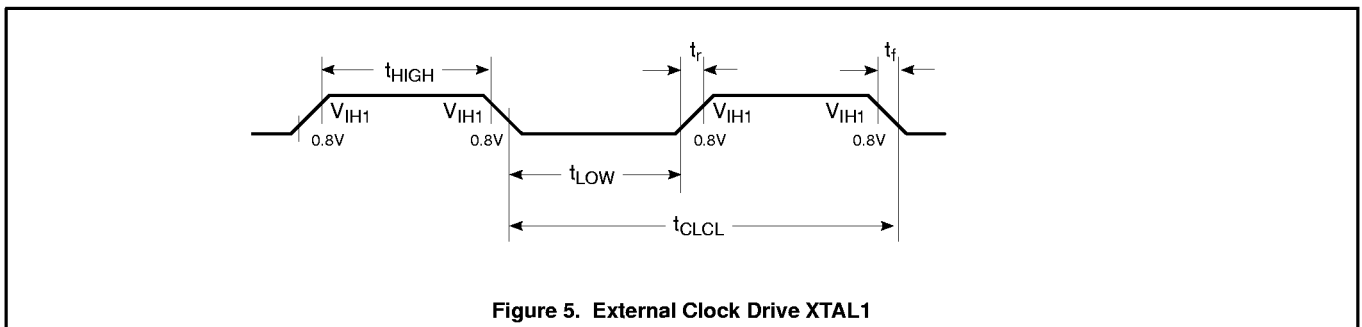 tr
tf
tHIGH
VIH1
VIH1
VIH1
VIH1
0.8V
0.8V
0.8V
0.8V
tLOW
tCLCL
Figure 5. External Clock Drive XTAL1